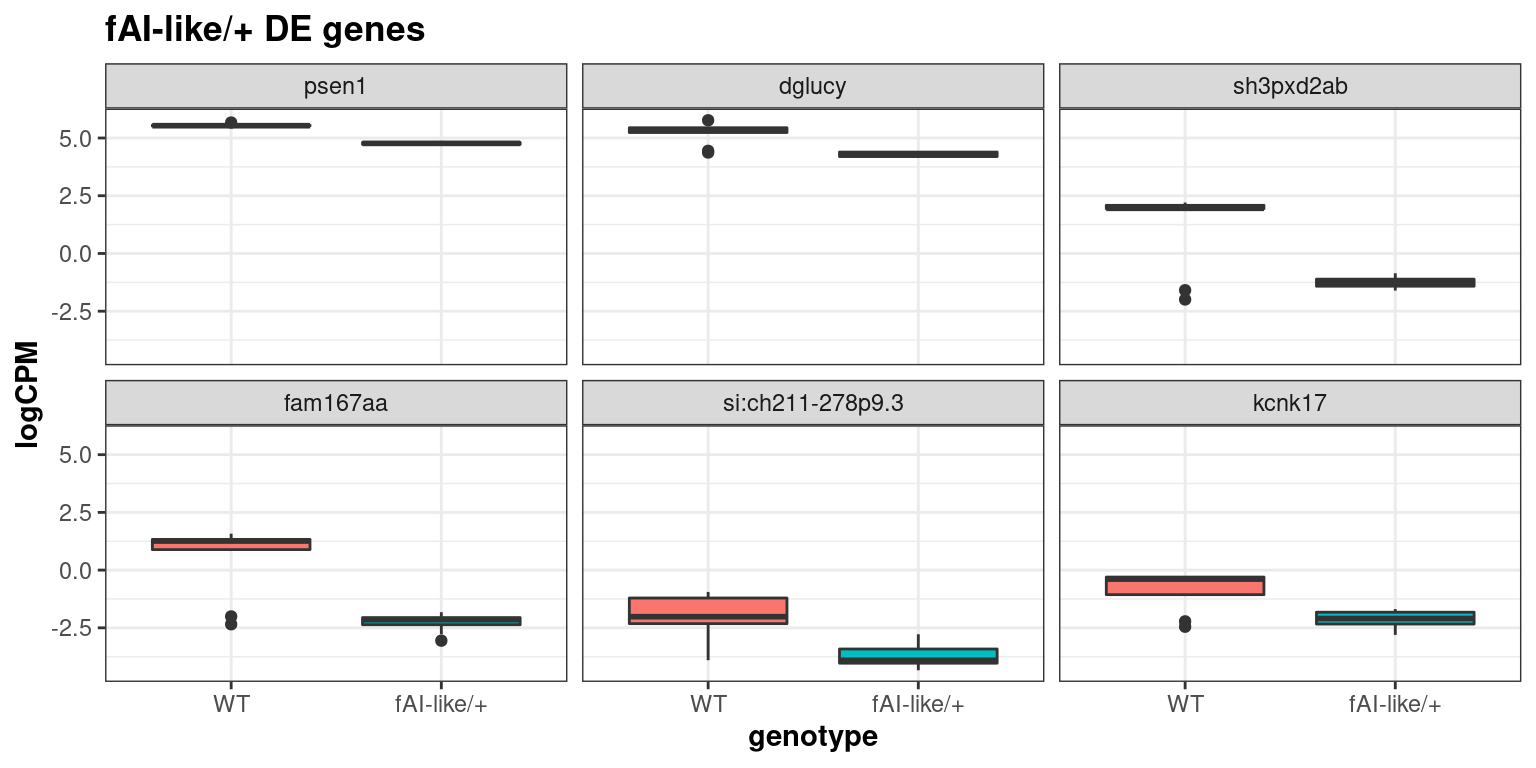 fAI-like/+ DE genes
psen1 dglucy sh3pxd2ab
5.0
2.5
0.0
-2.5
logCPM
fam167aa si:ch211-278p9.3 kcnk17
5.0
2.5
0.0
-2.5
WT fAI-like/+ WT fAI-like/+ WT fAI-like/+
genotype